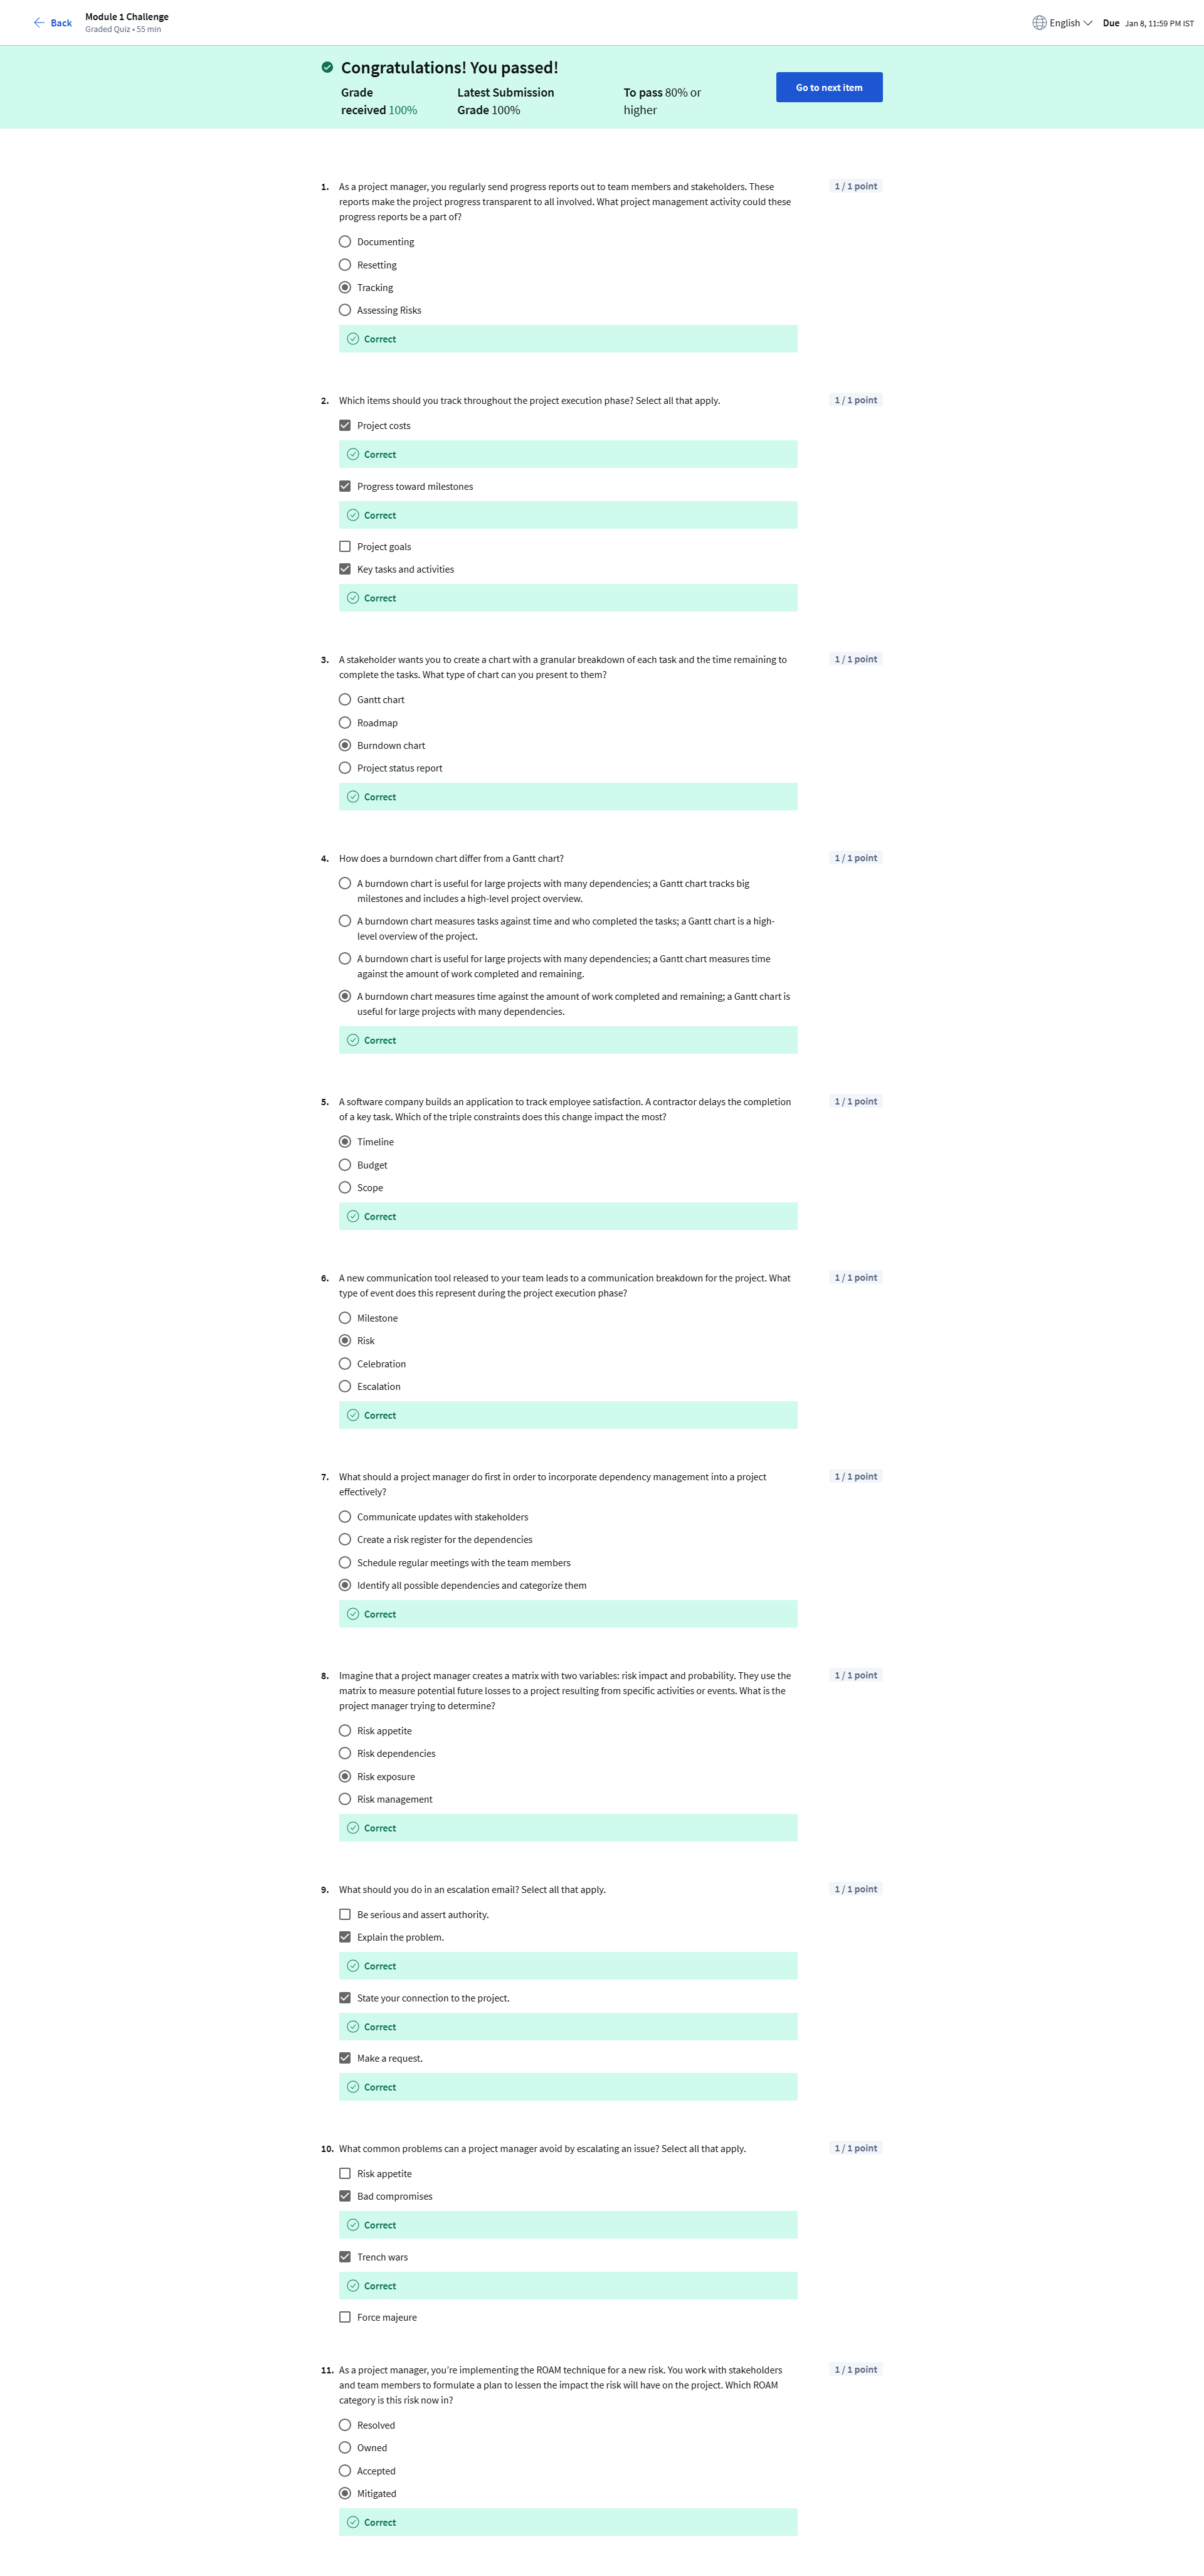 Back
Module 1 Challenge
Graded Quiz • 55 min
English
Due Jan 8, 11:59 PM IST
Congratulations! You passed!
Grade
received 100%
Latest Submission
Grade 100%
To pass 80% or
higher
Go to next item
1. As a project manager, you regularly send progress reports out to team members and stakeholders. These
reports make the project progress transparent to all involved. What project management activity could these
progress reports be a part of?
1 / 1 point
Documenting
Resetting
Tracking
Assessing Risks
Correct
2. Which items should you track throughout the project execution phase? Select all that apply.
1 / 1 point
Project costs
Correct
Progress toward milestones
Correct
Project goals
Key tasks and activities
Correct
3. A stakeholder wants you to create a chart with a granular breakdown of each task and the time remaining to
complete the tasks. What type of chart can you present to them?
1 / 1 point
Gantt chart
Roadmap
Burndown chart
Project status report
Correct
4. How does a burndown chart differ from a Gantt chart?
1 / 1 point
A burndown chart is useful for large projects with many dependencies; a Gantt chart tracks big
milestones and includes a high-level project overview.
A burndown chart measures tasks against time and who completed the tasks; a Gantt chart is a high-
level overview of the project.
A burndown chart is useful for large projects with many dependencies; a Gantt chart measures time
against the amount of work completed and remaining.
A burndown chart measures time against the amount of work completed and remaining; a Gantt chart is
useful for large projects with many dependencies.
Correct
5. A software company builds an application to track employee satisfaction. A contractor delays the completion
of a key task. Which of the triple constraints does this change impact the most?
1 / 1 point
Timeline
Budget
Scope
Correct
6. A new communication tool released to your team leads to a communication breakdown for the project. What
type of event does this represent during the project execution phase?
1 / 1 point
Milestone
Risk
Celebration
Escalation
Correct
7. What should a project manager do first in order to incorporate dependency management into a project
effectively?
1 / 1 point
Communicate updates with stakeholders
Create a risk register for the dependencies
Schedule regular meetings with the team members
Identify all possible dependencies and categorize them
Correct
8. Imagine that a project manager creates a matrix with two variables: risk impact and probability. They use the
matrix to measure potential future losses to a project resulting from specific activities or events. What is the
project manager trying to determine?
1 / 1 point
Risk appetite
Risk dependencies
Risk exposure
Risk management
Correct
9. What should you do in an escalation email? Select all that apply.
1 / 1 point
Be serious and assert authority.
Explain the problem.
Correct
State your connection to the project.
Correct
Make a request.
Correct
10. What common problems can a project manager avoid by escalating an issue? Select all that apply.
1 / 1 point
Risk appetite
Bad compromises
Correct
Trench wars
Correct
Force majeure
11. As a project manager, you’re implementing the ROAM technique for a new risk. You work with stakeholders
and team members to formulate a plan to lessen the impact the risk will have on the project. Which ROAM
category is this risk now in?
1 / 1 point
Resolved
Owned
Accepted
Mitigated
Correct